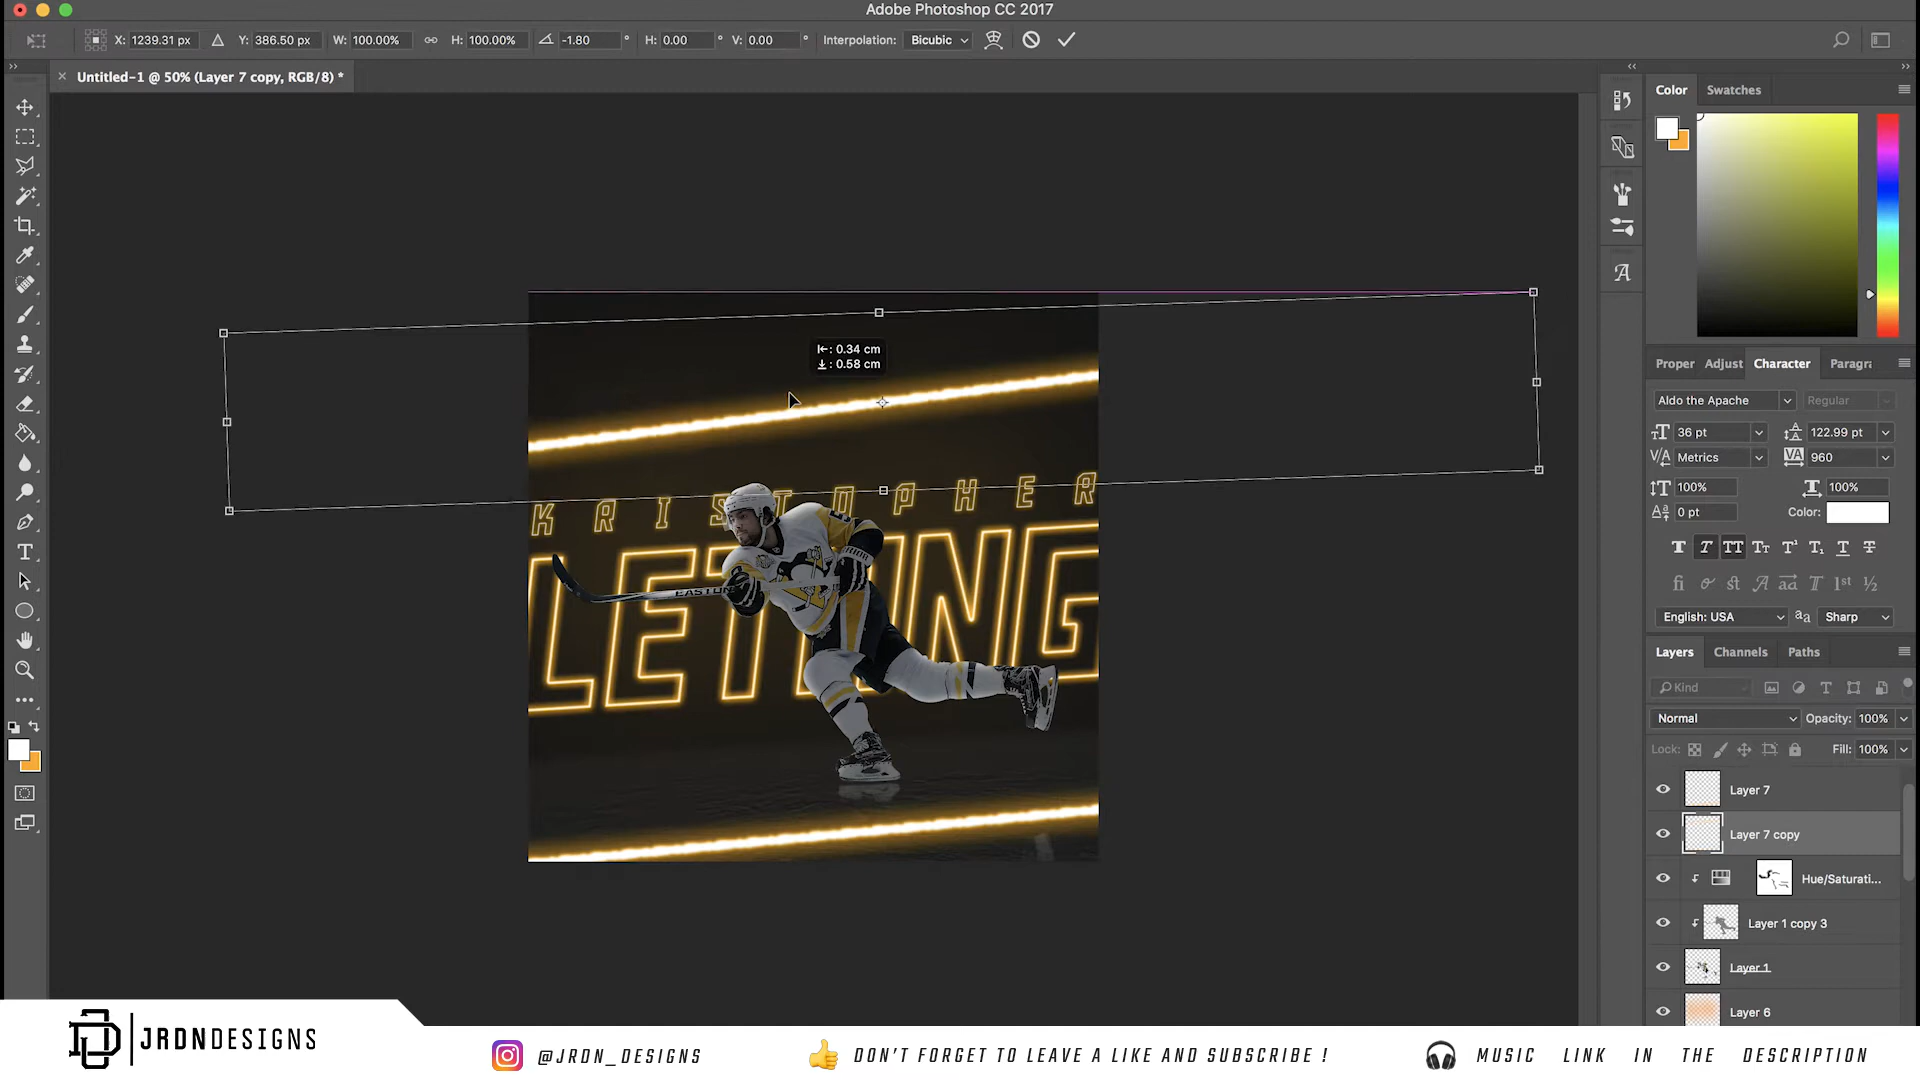 Adobe Photoshop CC 2017
X: 1239.31 px Y: 386.50 px W: 100.00% H: 100.00% -1.80 ° H: 0.00 ° V: 0.00 ° Interpolation: Bicubic
Untitled-1 @ 50% (Layer 7 copy, RGB/8) *
Color Swatches
: 0.34 cm
: 0.58 cm
KRISTOPHER
LETANG
EASTON
Proper Adjust Character Paragra
Aldo the Apache Regular
36 pt 122.99 pt
Metrics 960
100% 100%
0 pt Color:
English: USA aa Sharp
Layers Channels Paths
Kind
Normal Opacity: 100%
Lock: Fill: 100%
Layer 7
Layer 7 copy
Hue/Saturati...
Layer 1 copy 3
Layer 1
Layer 6
JRDNDESIGNS
@JRDN_DESIGNS
DON'T FORGET TO LEAVE A LIKE AND SUBSCRIBE !
MUSIC LINK IN THE DESCRIPTION